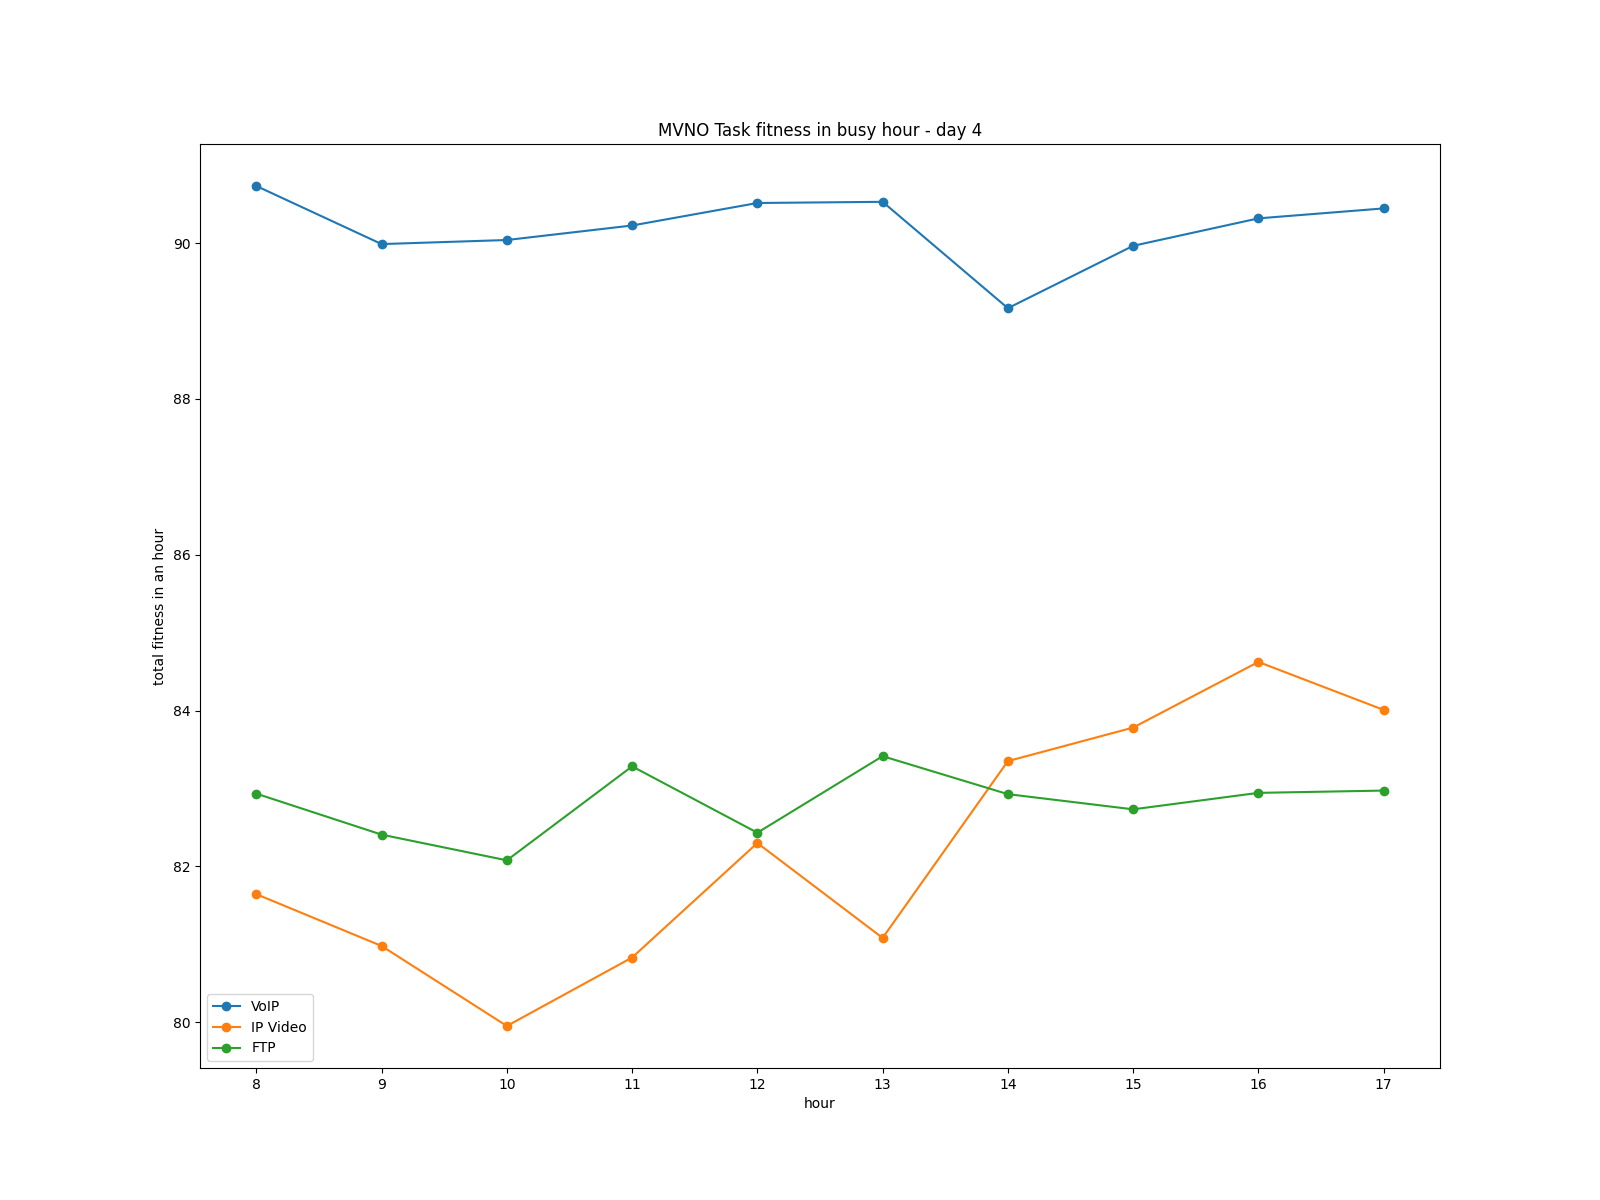 MVNO Task fitness in busy hour - day 4
total fitness in an hour
90
88
86
84
82
80
VoIP
IP Video
FTP
8 9 10 11 12 13 14 15 16 17
hour